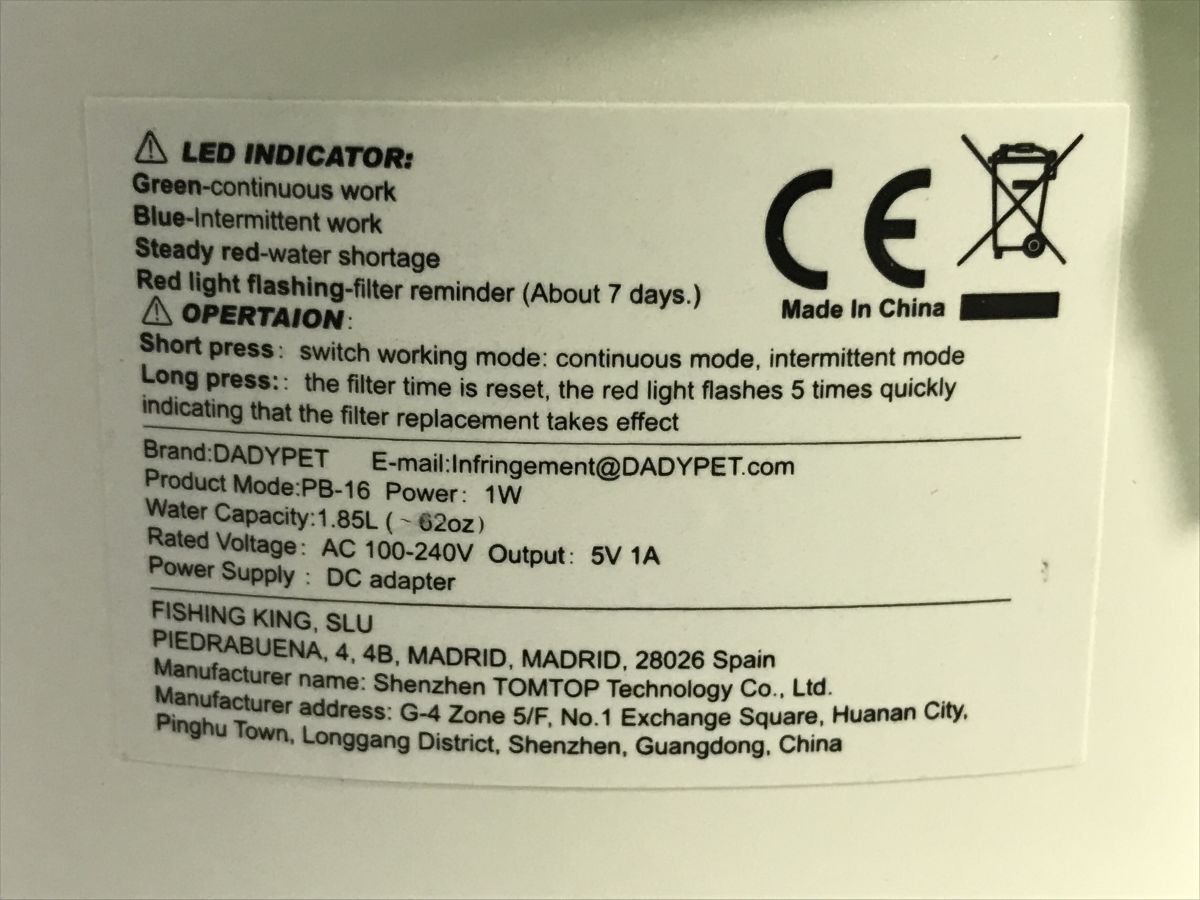 LED INDICATOR:
Green-continuous work
Blue-Intermittent work
Steady red-water shortage
Red light flashing-filter reminder (About 7 days.)
CE
Made In China
OPERTAION:
Short press: switch working mode: continuous mode, intermittent mode
Long press:: the filter time is reset, the red light flashes 5 times quickly
indicating that the filter replacement takes effect
Brand:DADYPET E-mail:Infringement@DADYPET.com
Product Mode:PB-16 Power: 1W
Water Capacity:1.85L (~62oz)
Rated Voltage: AC 100-240V Output: 5V 1A
Power Supply : DC adapter
FISHING KING, SLU
PIEDRABUENA, 4, 4B, MADRID, MADRID, 28026 Spain
Manufacturer name: Shenzhen TOMTOP Technology Co., Ltd.
Manufacturer address: G-4 Zone 5/F, No.1 Exchange Square, Huanan City,
Pinghu Town, Longgang District, Shenzhen, Guangdong, China